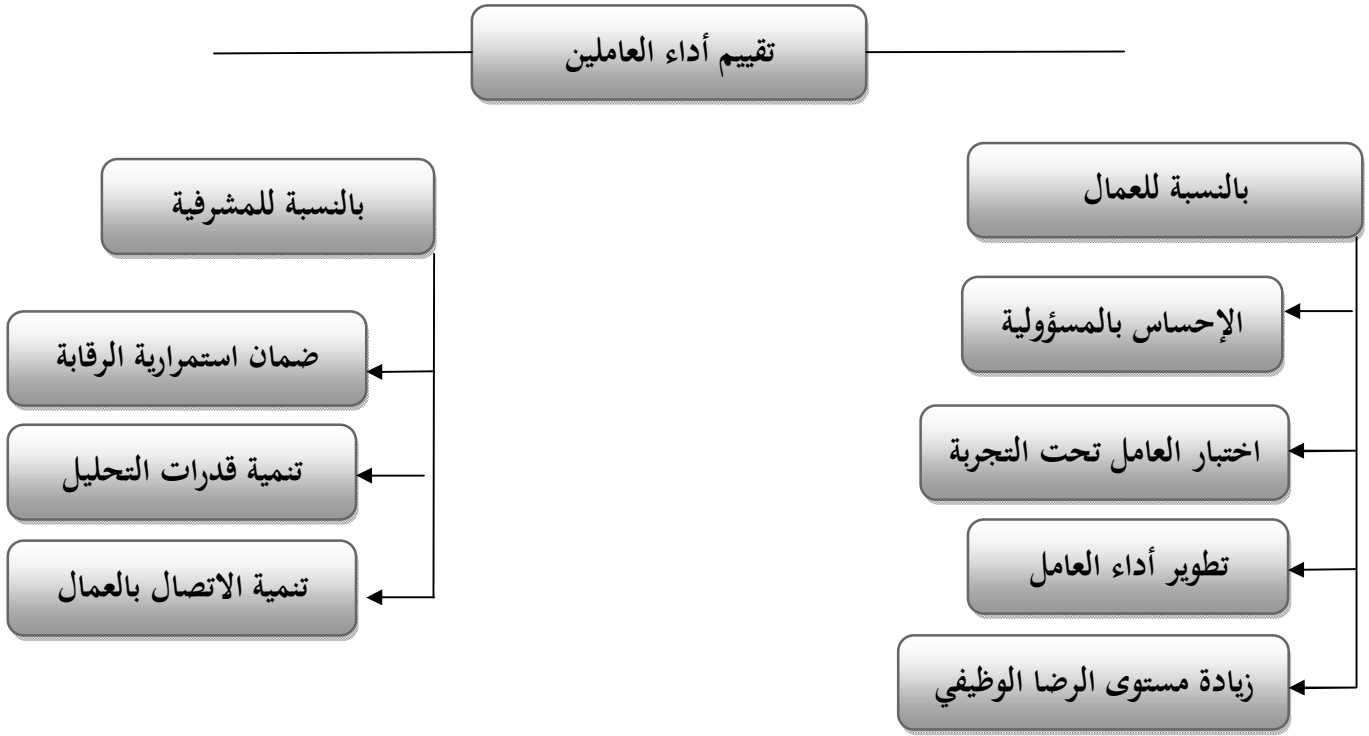 تقييم أداء العاملين
بالنسبة للعمال
الإحساس بالمسؤولية
اختبار العامل تحت التجربة
تطوير أداء العامل
زيادة مستوى الرضا الوظيفي
بالنسبة للمشرفية
ضمان استمرارية الرقابة
تنمية قدرات التحليل
تنمية الاتصال بالعمال